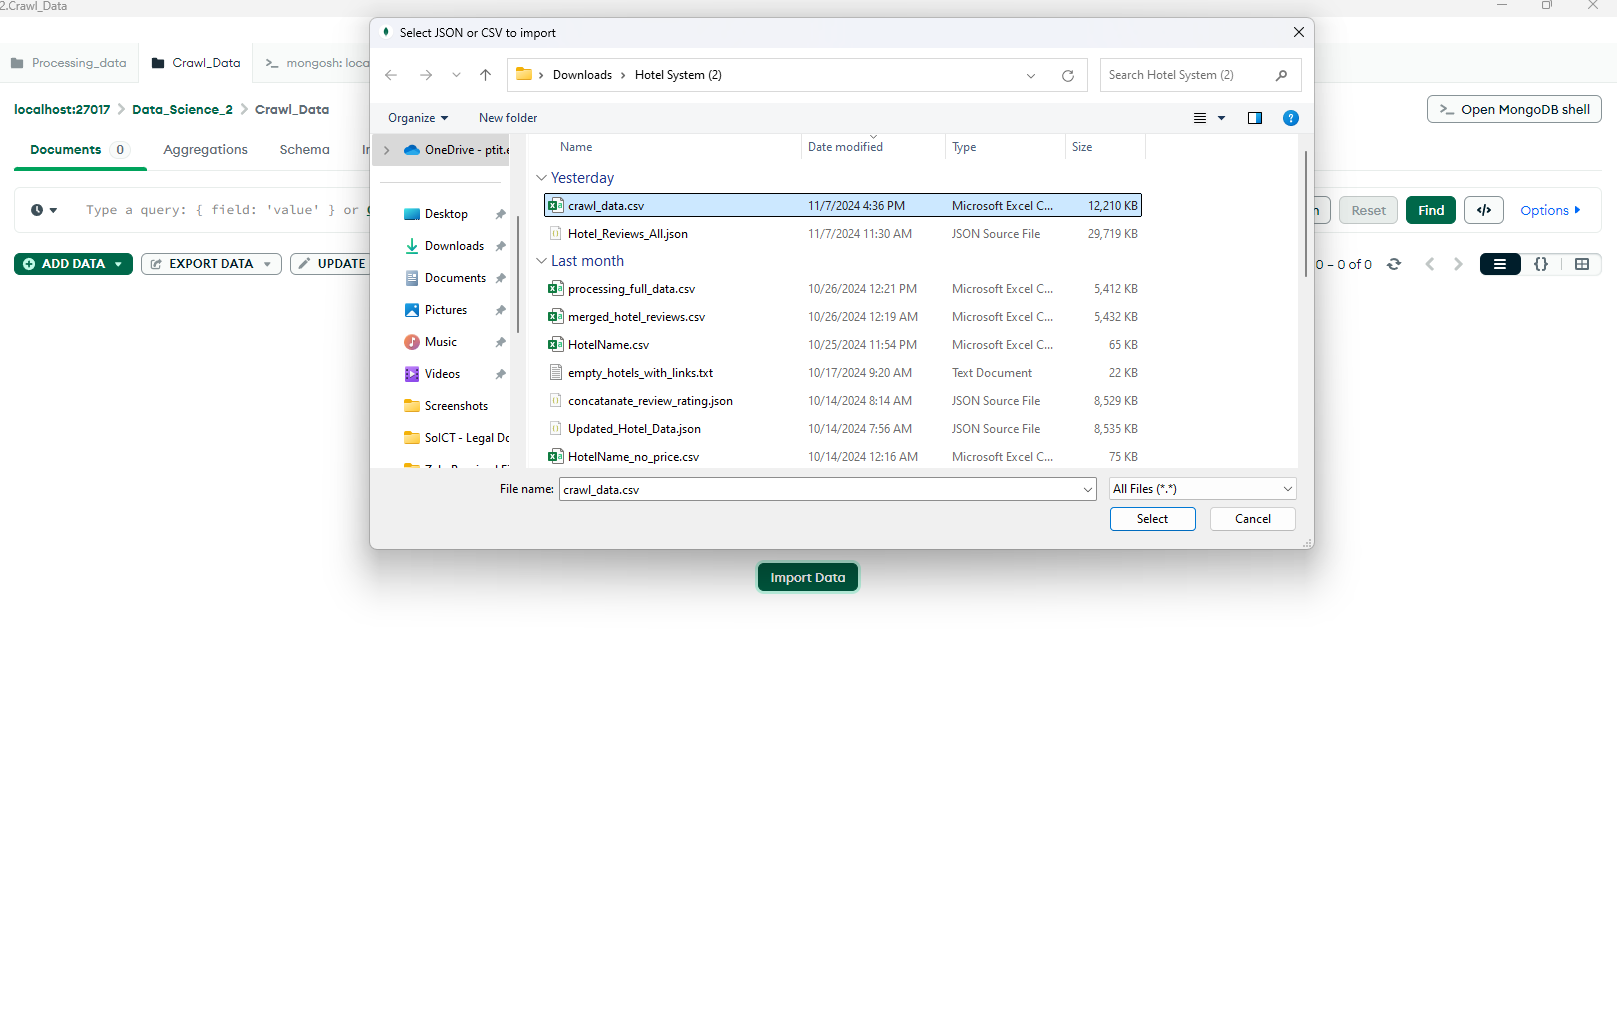 2.Crawl_Data
Select JSON or CSV to import
Processing_data
Crawl_Data
>_ mongosh: loca
Downloads > Hotel System (2)
Search Hotel System (2)
localhost:27017 > Data_Science_2 > Crawl_Data
>_ Open MongoDB shell
Organize
New folder
Documents 0
Aggregations
Schema
OneDrive - ptit.e
Name
Date modified
Type
Size
Yesterday
Type a query: { field: 'value' } or
Reset
Find
</>
Options
Desktop
Downloads
Documents
Pictures
Music
Videos
Screenshots
SoICT - Legal Do
crawl_data.csv 11/7/2024 4:36 PM Microsoft Excel C... 12,210 KB
Hotel_Reviews_All.json 11/7/2024 11:30 AM JSON Source File 29,719 KB
Last month
processing_full_data.csv 10/26/2024 12:21 PM Microsoft Excel C... 5,412 KB
merged_hotel_reviews.csv 10/26/2024 12:19 AM Microsoft Excel C... 5,432 KB
HotelName.csv 10/25/2024 11:54 PM Microsoft Excel C... 65 KB
empty_hotels_with_links.txt 10/17/2024 9:20 AM Text Document 22 KB
concatanate_review_rating.json 10/14/2024 8:14 AM JSON Source File 8,529 KB
Updated_Hotel_Data.json 10/14/2024 7:56 AM JSON Source File 8,535 KB
HotelName_no_price.csv 10/14/2024 12:16 AM Microsoft Excel C... 75 KB
ADD DATA
EXPORT DATA
UPDATE
0 – 0 of 0
{}
File name: crawl_data.csv
All Files (*.*)
Select
Cancel
Import Data